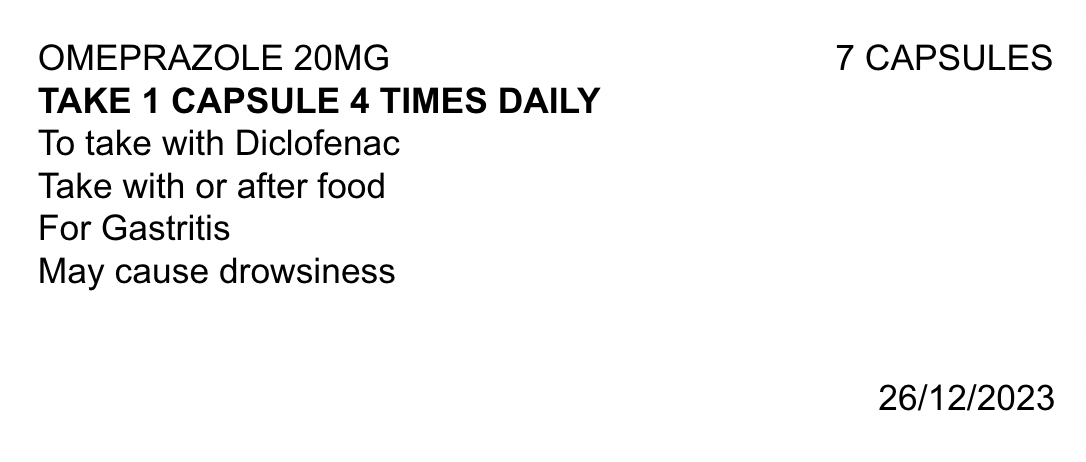 OMEPRAZOLE 20MG 7 CAPSULES
TAKE 1 CAPSULE 4 TIMES DAILY
To take with Diclofenac
Take with or after food
For Gastritis
May cause drowsiness
26/12/2023